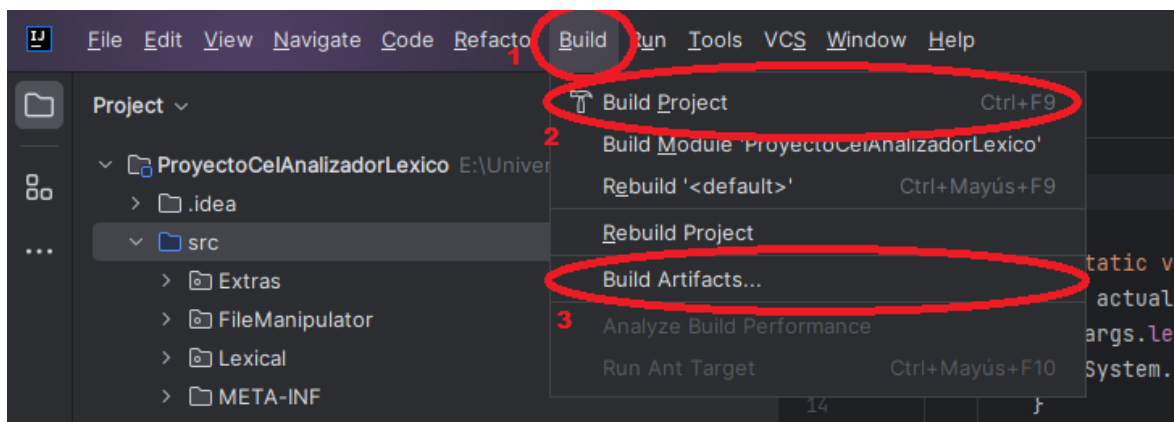 IJ File Edit View Navigate Code Refacto Build Run Tools VCS Window Help
1
Project
Build Project Ctrl+F9
2
Build Module 'ProyectoCelAnalizadorLexico'
ProyectoCelAnalizadorLexico E:\Univer
Rebuild '<default>' Ctrl+Mayús+F9
.idea
src
Rebuild Project
Extras
Build Artifacts...
tatic v
actual
3
FileManipulator
Analyze Build Performance
args.le
Lexical
Run Ant Target Ctrl+Mayús+F10
System.
META-INF
14 }